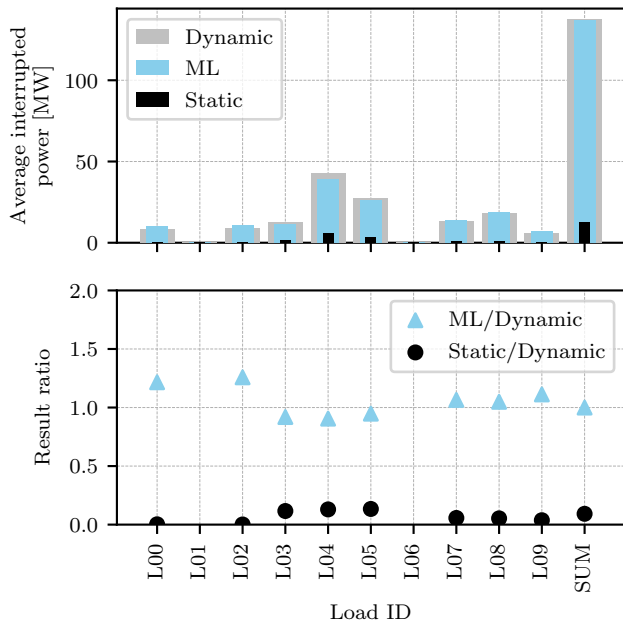 Average interrupted
power [MW]
100
50
0
Dynamic
ML
Static
Result ratio
2.0
1.5
1.0
0.5
0.0
ML/Dynamic
Static/Dynamic
L00
L01
L02
L03
L04
L05
L06
L07
L08
L09
SUM
Load ID